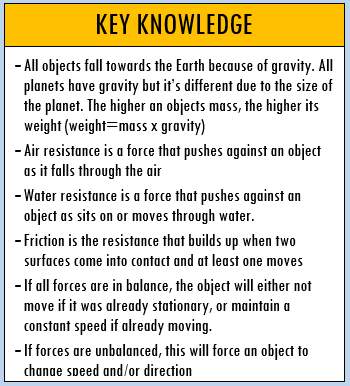 KEY KNOWLEDGE
- All objects fall towards the Earth because of gravity. All
planets have gravity but it's different due to the size of
the planet. The higher an objects mass, the higher its
weight (weight=mass x gravity)
- Air resistance is a force that pushes against an object
as it falls through the air
- Water resistance is a force that pushes against an
object as sits on or moves through water.
- Friction is the resistance that builds up when two
surfaces come into contact and at least one moves
- If all forces are in balance, the object will either not
move if it was already stationary, or maintain a
constant speed if already moving.
- If forces are unbalanced, this will force an object to
change speed and/or direction